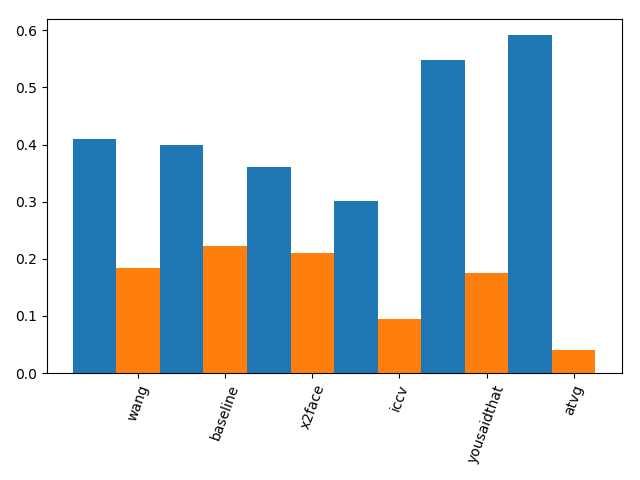 0.6
0.5
0.4
0.3
0.2
0.1
0.0
wang
baseline
x2face
iccv
yousaidthat
atvg